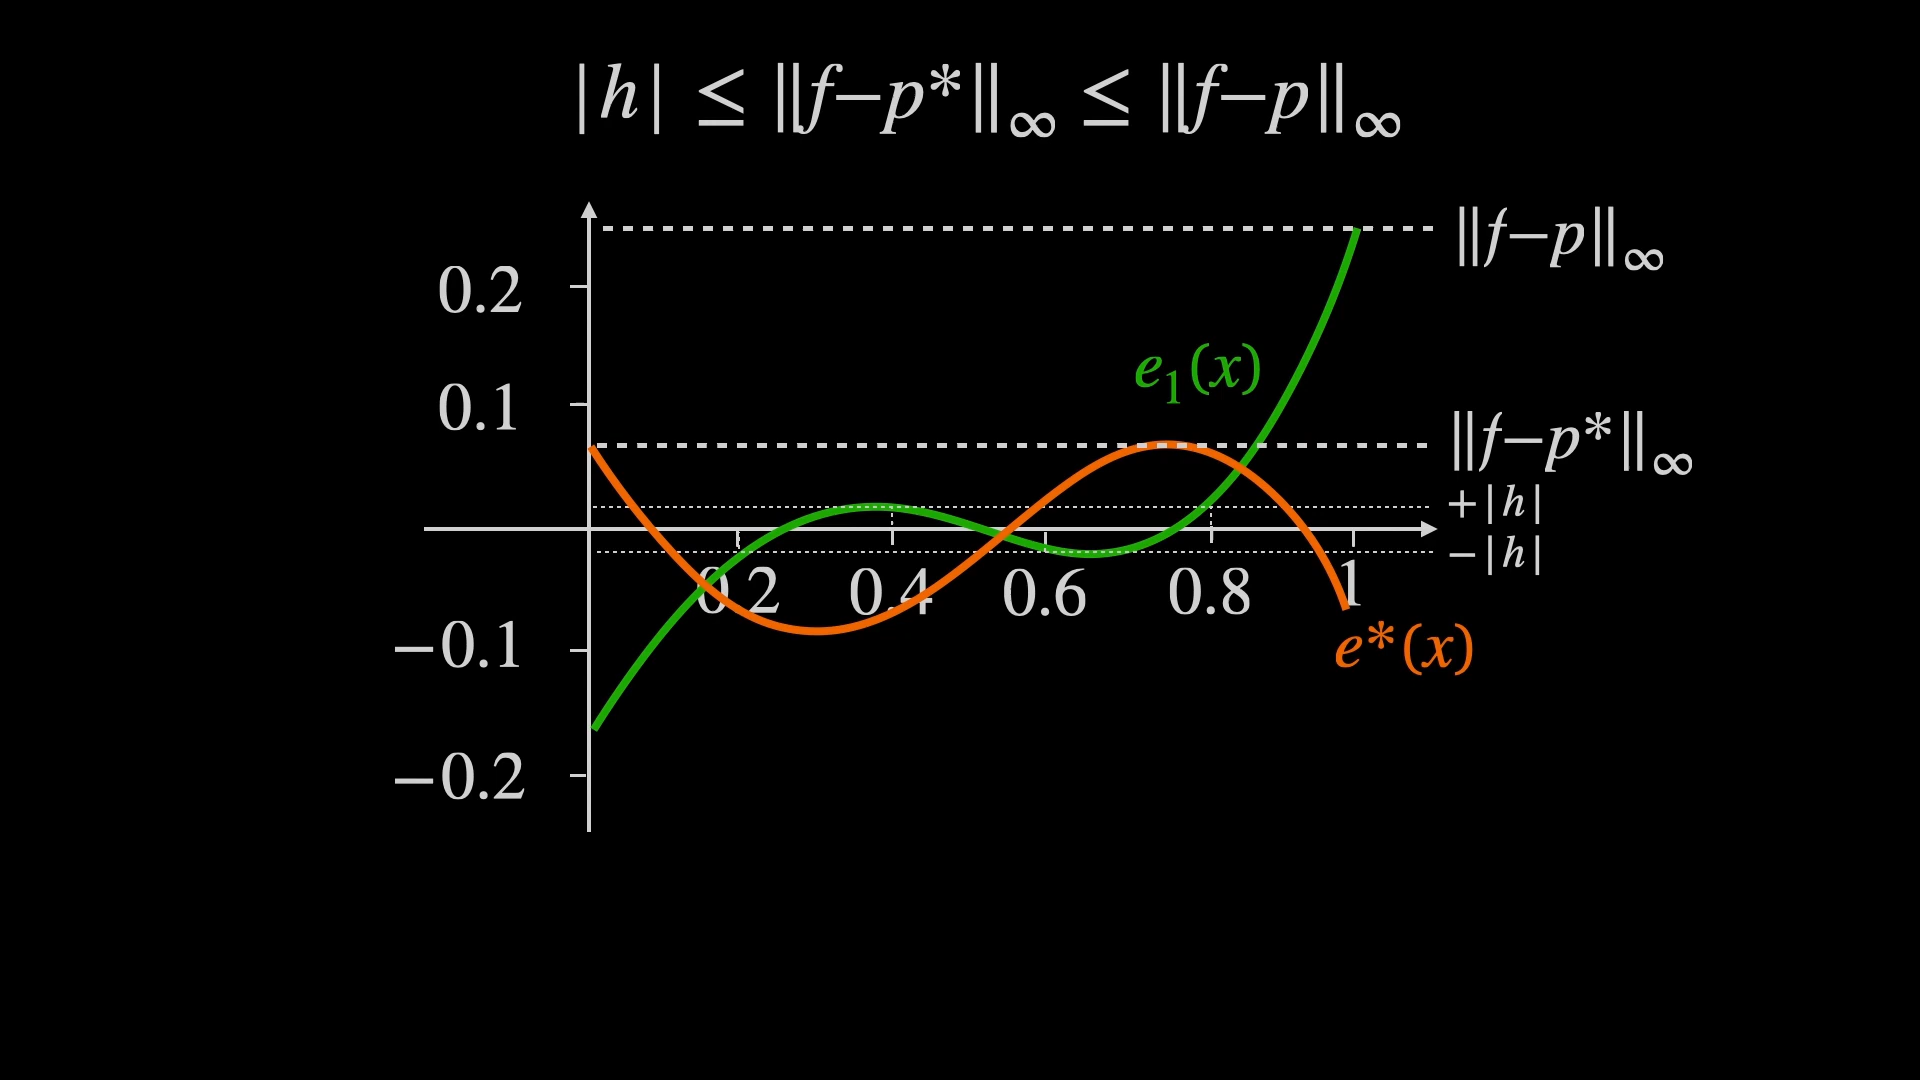 |h| ≤ ‖f−p*‖∞ ≤ ‖f−p‖∞
‖f−p‖∞
0.2
e₁(x)
0.1
‖f−p*‖∞
+|h|
−|h|
0.2 0.4 0.6 0.8 1
−0.1
e*(x)
−0.2